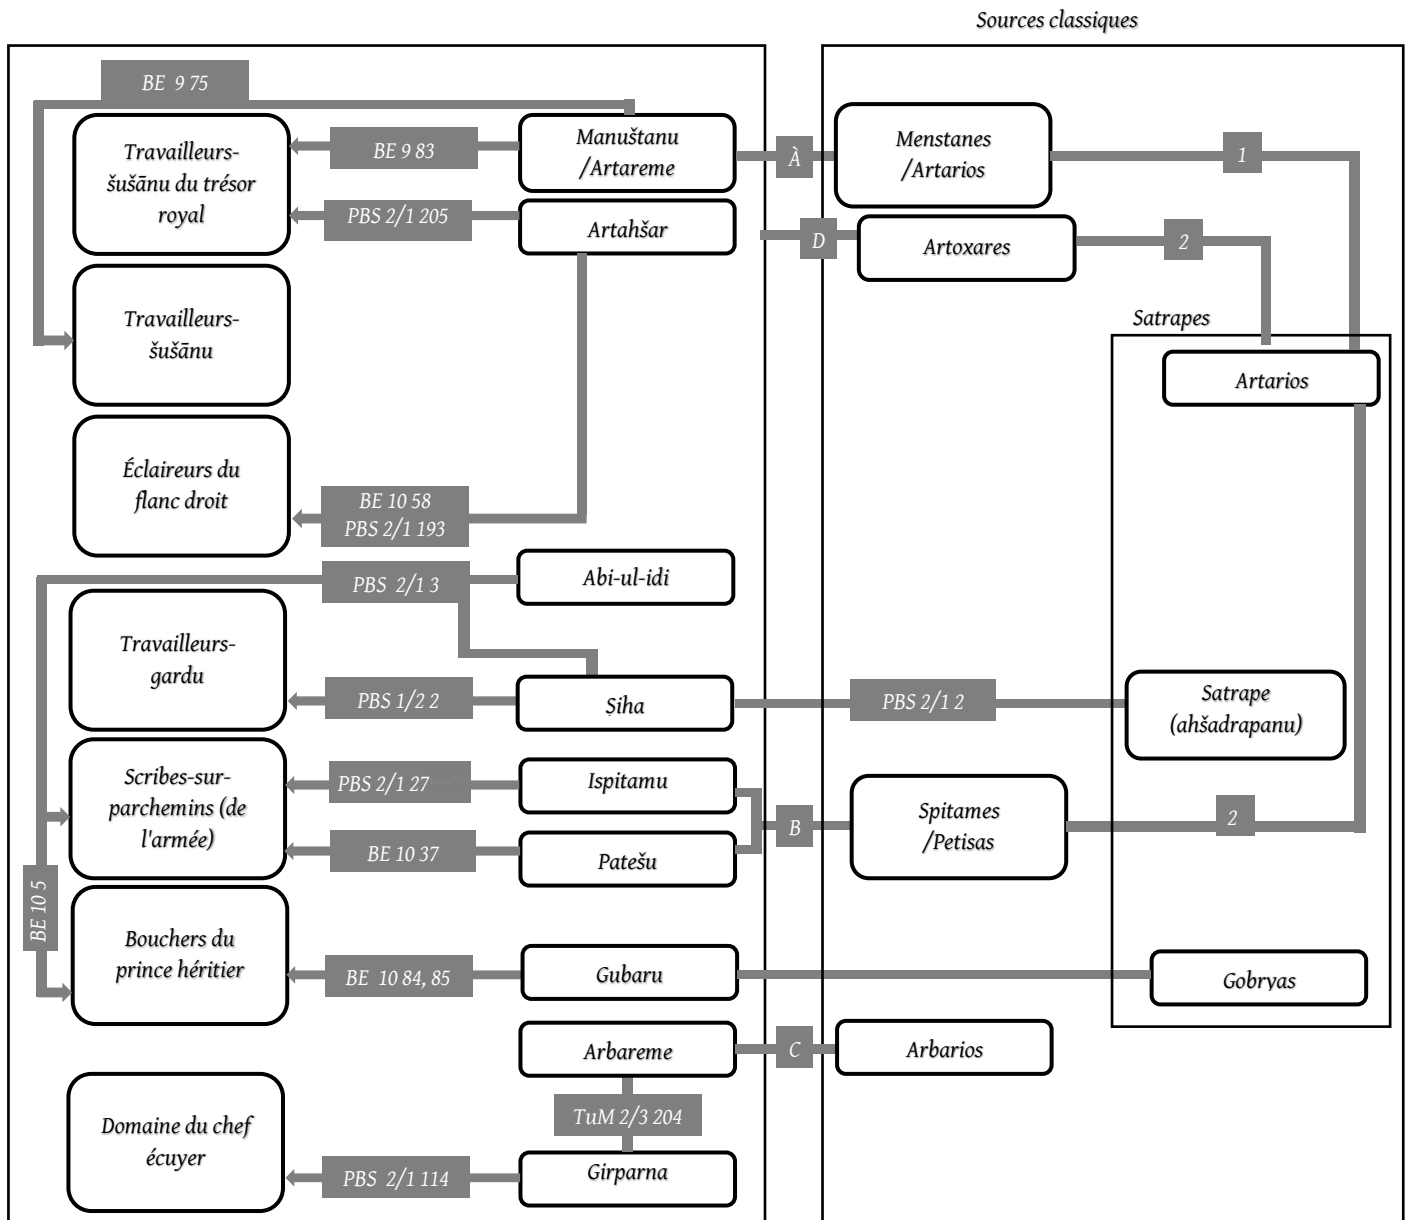 Sources classiques
BE 9 75
Travailleurs-
šušānu du trésor
royal
BE 9 83
Manuštanu
/Artareme
À
Menstanes
/Artarios
1
PBS 2/1 205
Artahšar
D
Artoxares
2
Travailleurs-
šušānu
Satrapes
Artarios
Éclaireurs du
flanc droit
BE 10 58
PBS 2/1 193
PBS 2/1 3
Abi-ul-idi
Travailleurs-
gardu
PBS 1/2 2
Ṣiha
PBS 2/1 2
Satrape
(ahšadrapanu)
Scribes-sur-
parchemins (de
l'armée)
PBS 2/1 27
Ispitamu
BE 10 37
Patešu
B
Spitames
/Petisas
2
BE 10 5
Bouchers du
prince héritier
BE 10 84, 85
Gubaru
Gobryas
Arbareme
C
Arbarios
TuM 2/3 204
Domaine du chef
écuyer
PBS 2/1 114
Girparna